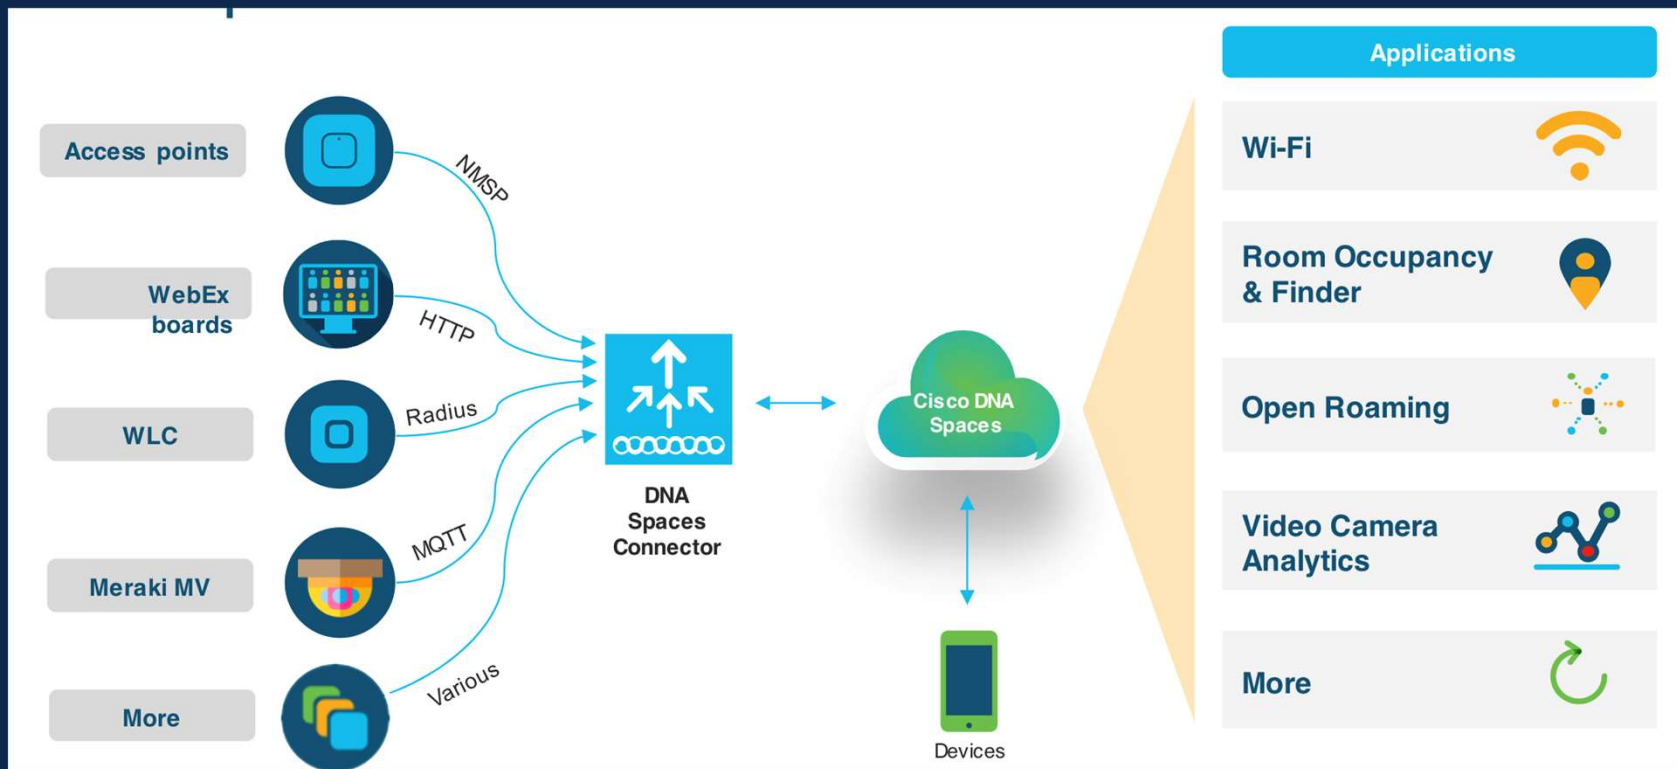 Applications
Access points
NMSP
Wi-Fi
WebEx
boards
HTTP
Room Occupancy
& Finder
WLC
Radius
Cisco DNA
Spaces
Open Roaming
DNA
Spaces
Connector
Meraki MV
MQTT
Video Camera
Analytics
More
Various
Devices
More